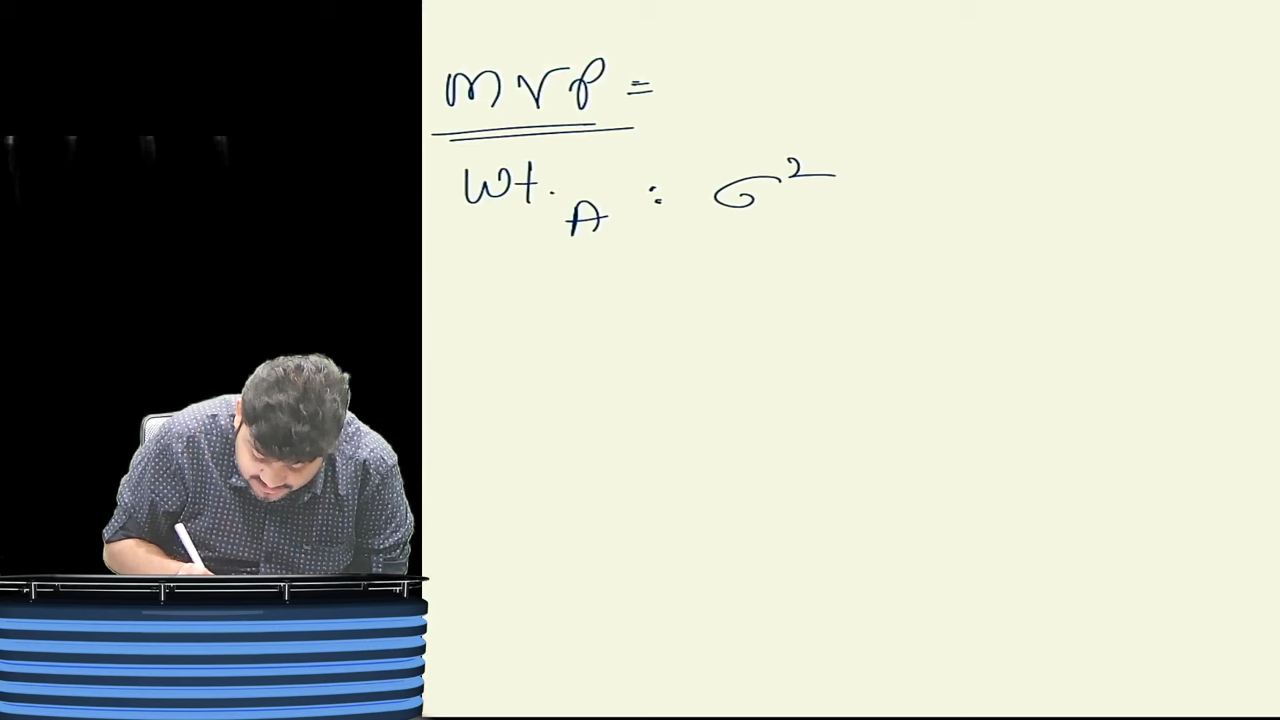 MVP =
Wt. A : σ²